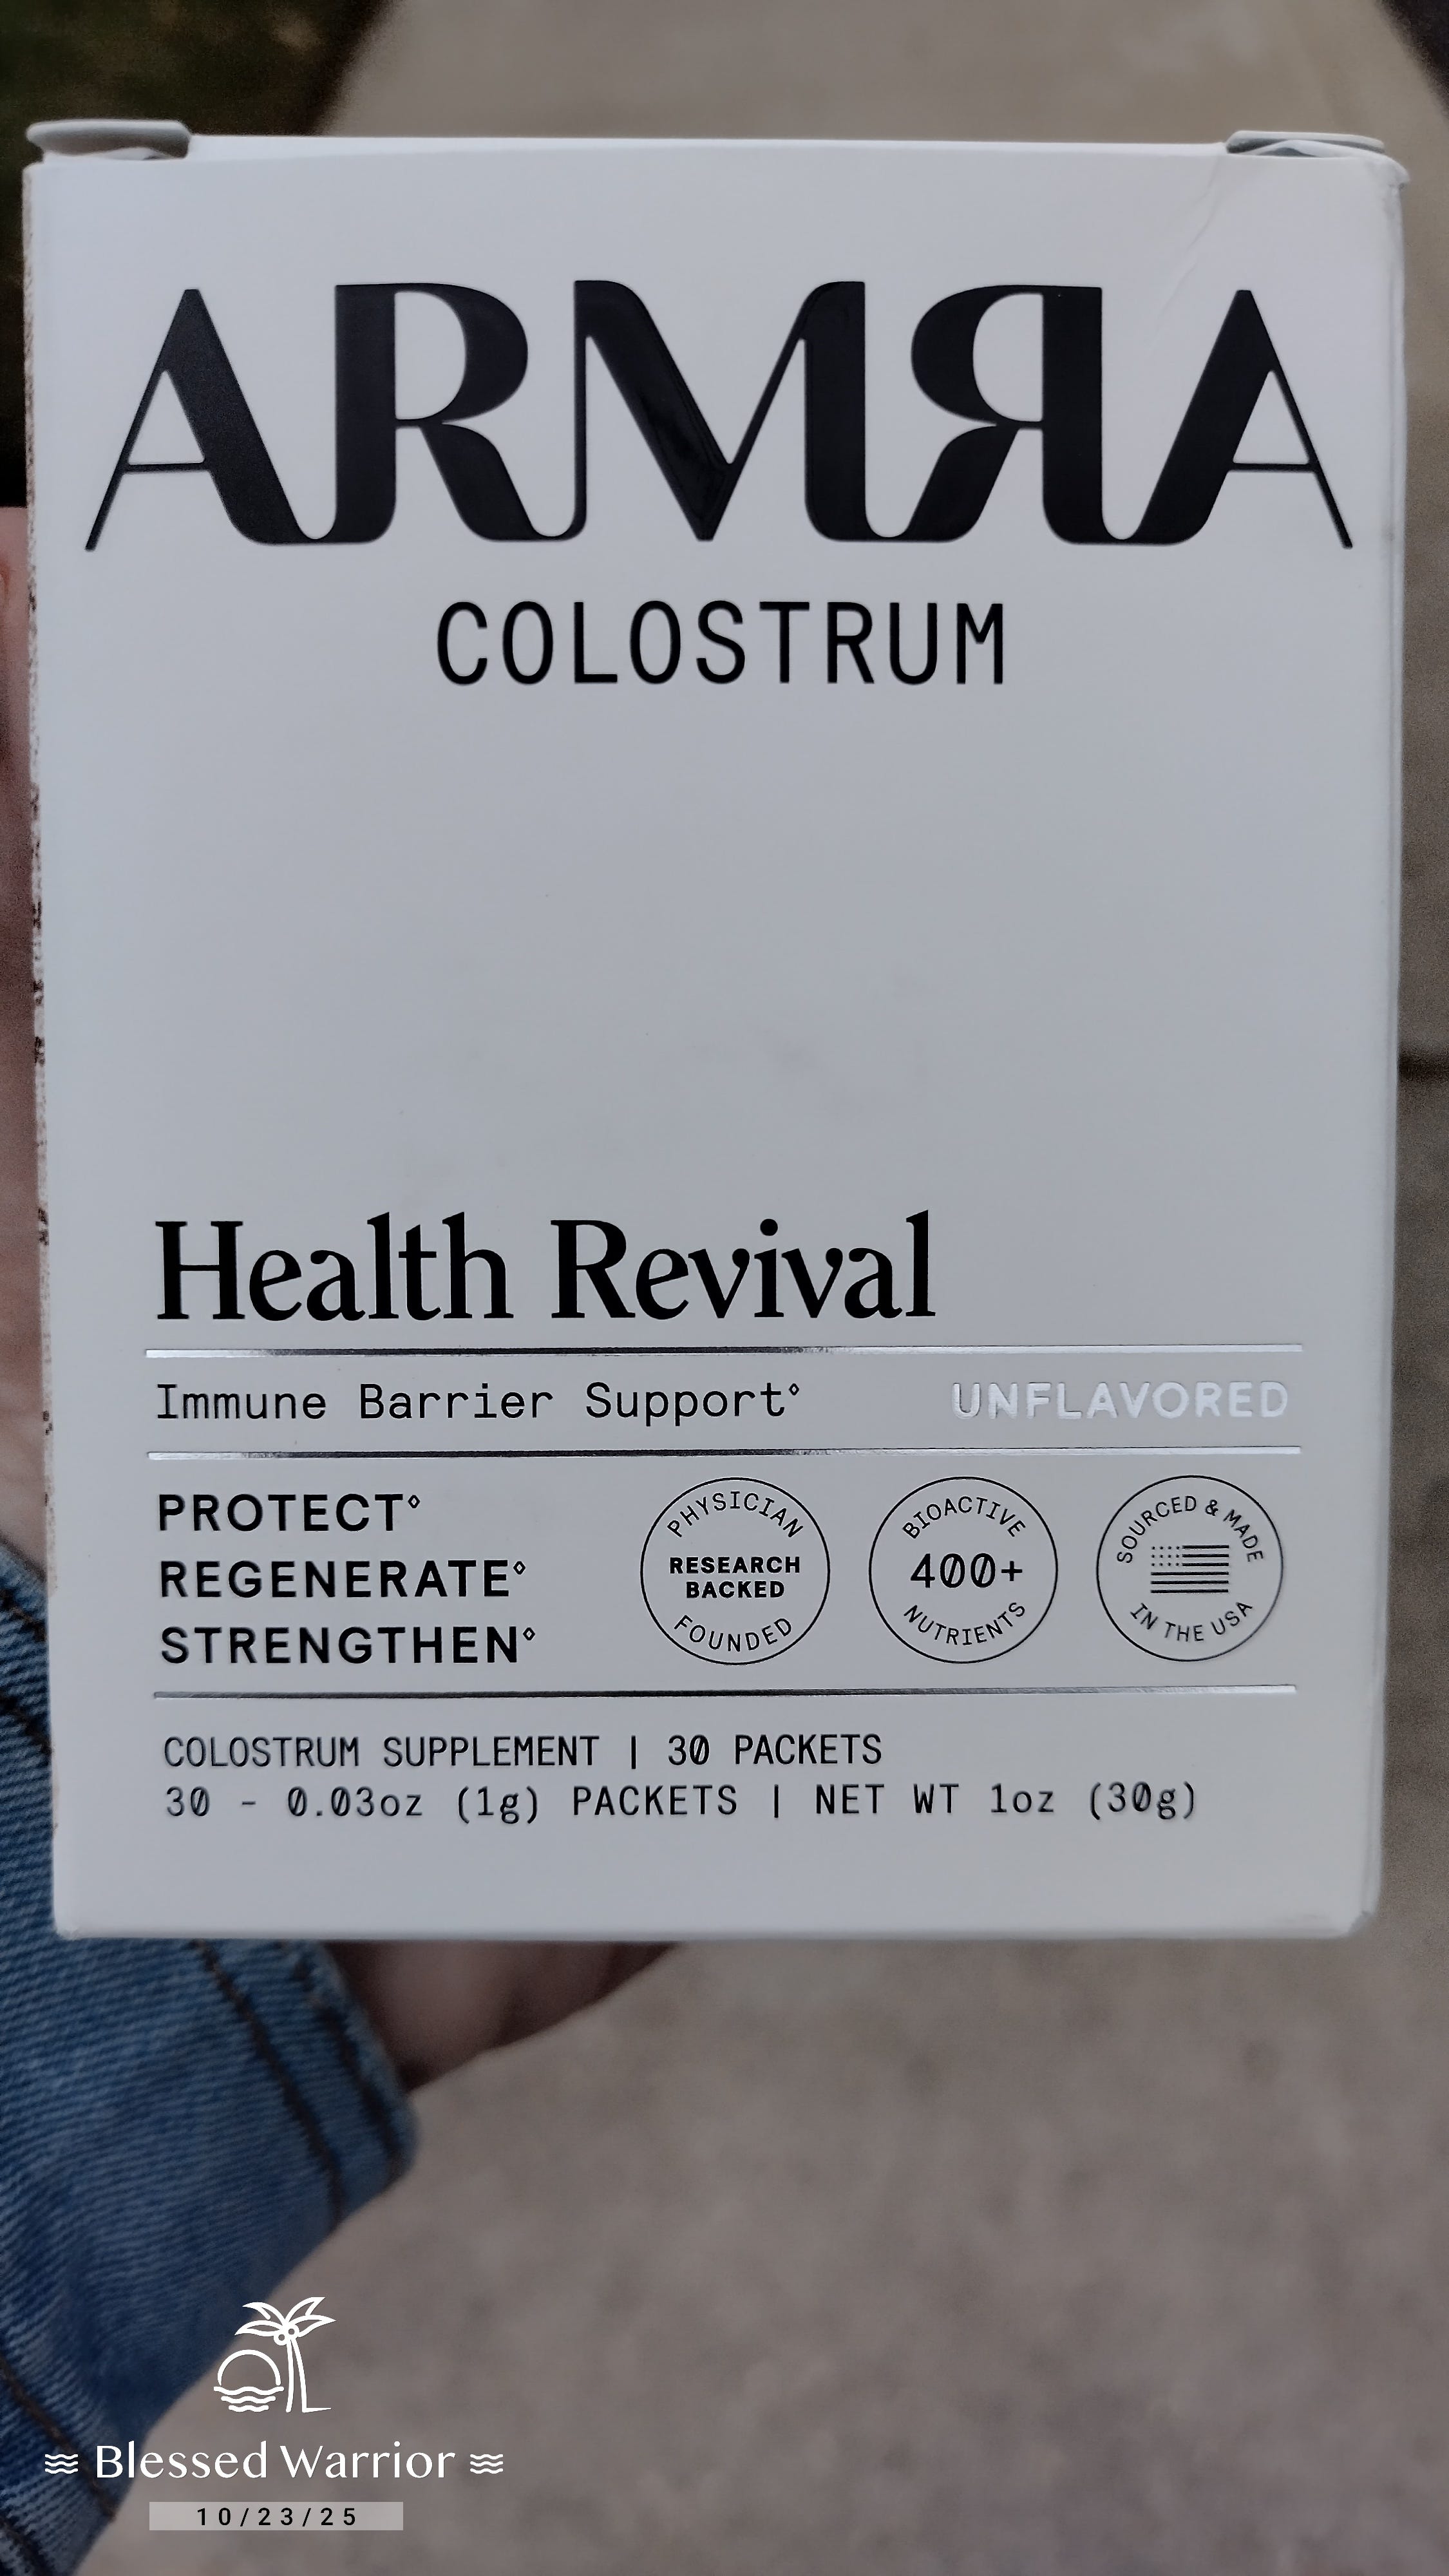 ARMRA
COLOSTRUM
Health Revival
Immune Barrier Support◊
UNFLAVORED
PROTECT◊
REGENERATE◊
STRENGTHEN◊
PHYSICIAN
RESEARCH
BACKED
FOUNDED
BIOACTIVE
400+
NUTRIENTS
SOURCED & MADE
IN THE USA
COLOSTRUM SUPPLEMENT | 30 PACKETS
30 - 0.03oz (1g) PACKETS | NET WT 1oz (30g)
Blessed Warrior
10/23/25